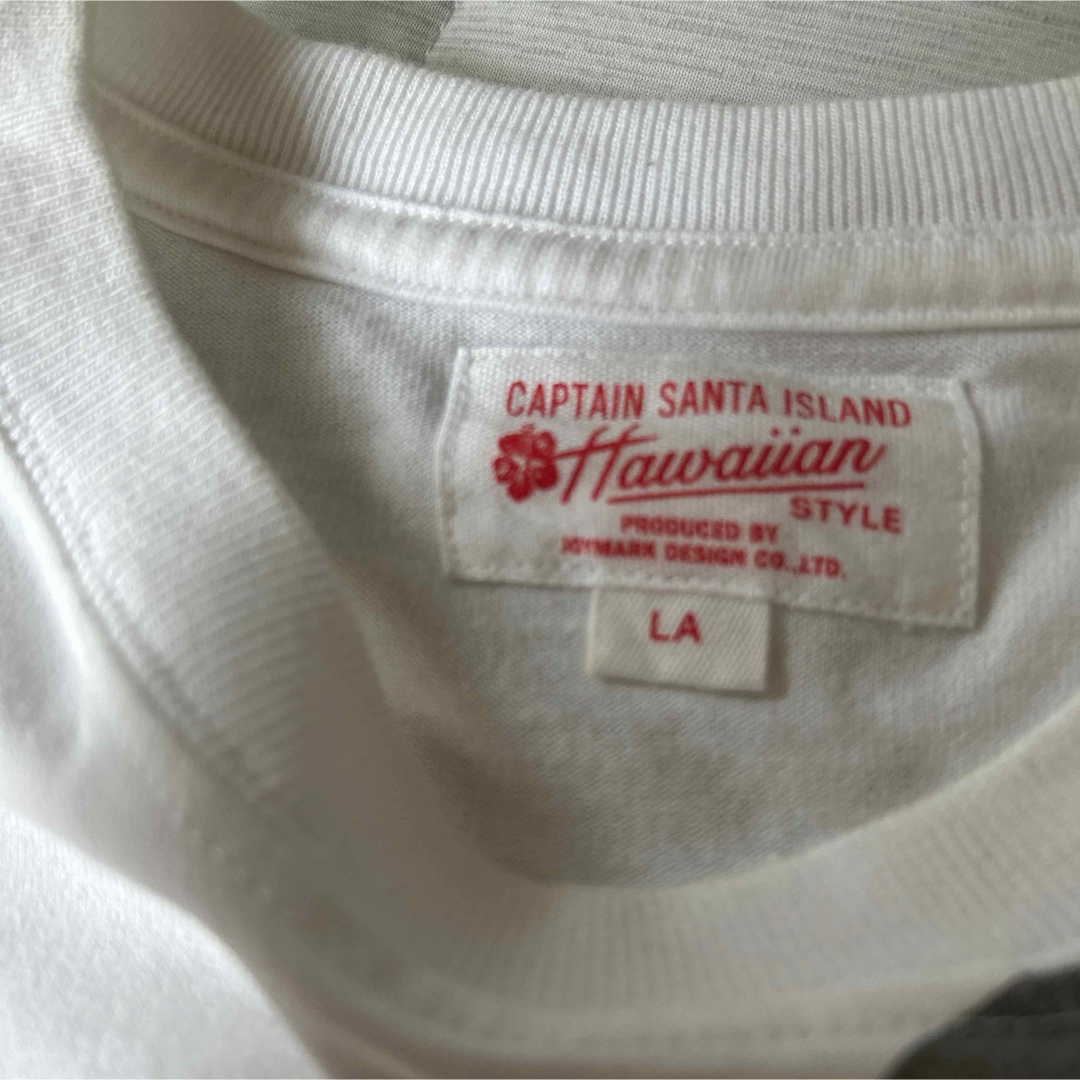 CAPTAIN SANTA ISLAND
Hawaiian
STYLE
PRODUCED BY
JOYMARK DESIGN CO.,LTD.
LA